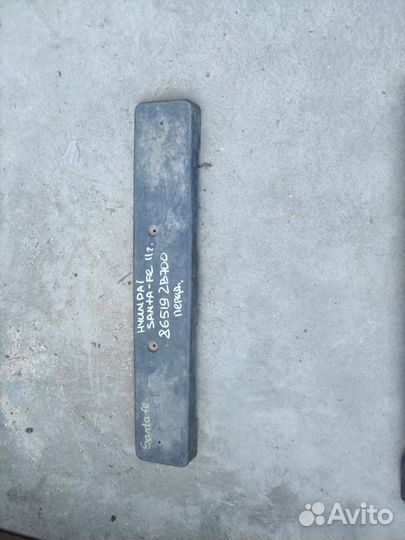 HYUNDAI
SANTA-FE 11г.
86519 2B700
перед.
Santa-fe
Avito